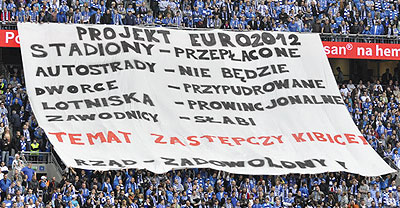 PROJEKT EURO2012
STADIONY - PRZEPŁACONE
AUTOSTRADY - NIE BĘDZIE
DWORCE - PRZYPUDROWANE
LOTNISKA - PROWINCJONALNE
ZAWODNICY - SŁABI
TEMAT ZASTĘPCZY KIBICE!
RZĄD - ZADOWOLONY!
san® na hem